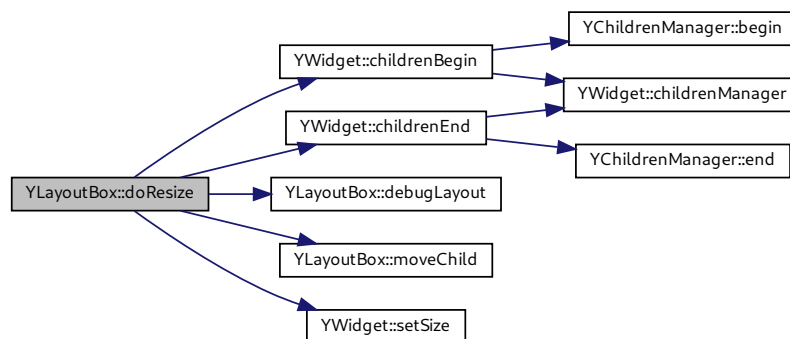 YChildrenManager::begin
YWidget::childrenBegin
YWidget::childrenManager
YWidget::childrenEnd
YChildrenManager::end
YLayoutBox::doResize
YLayoutBox::debugLayout
YLayoutBox::moveChild
YWidget::setSize